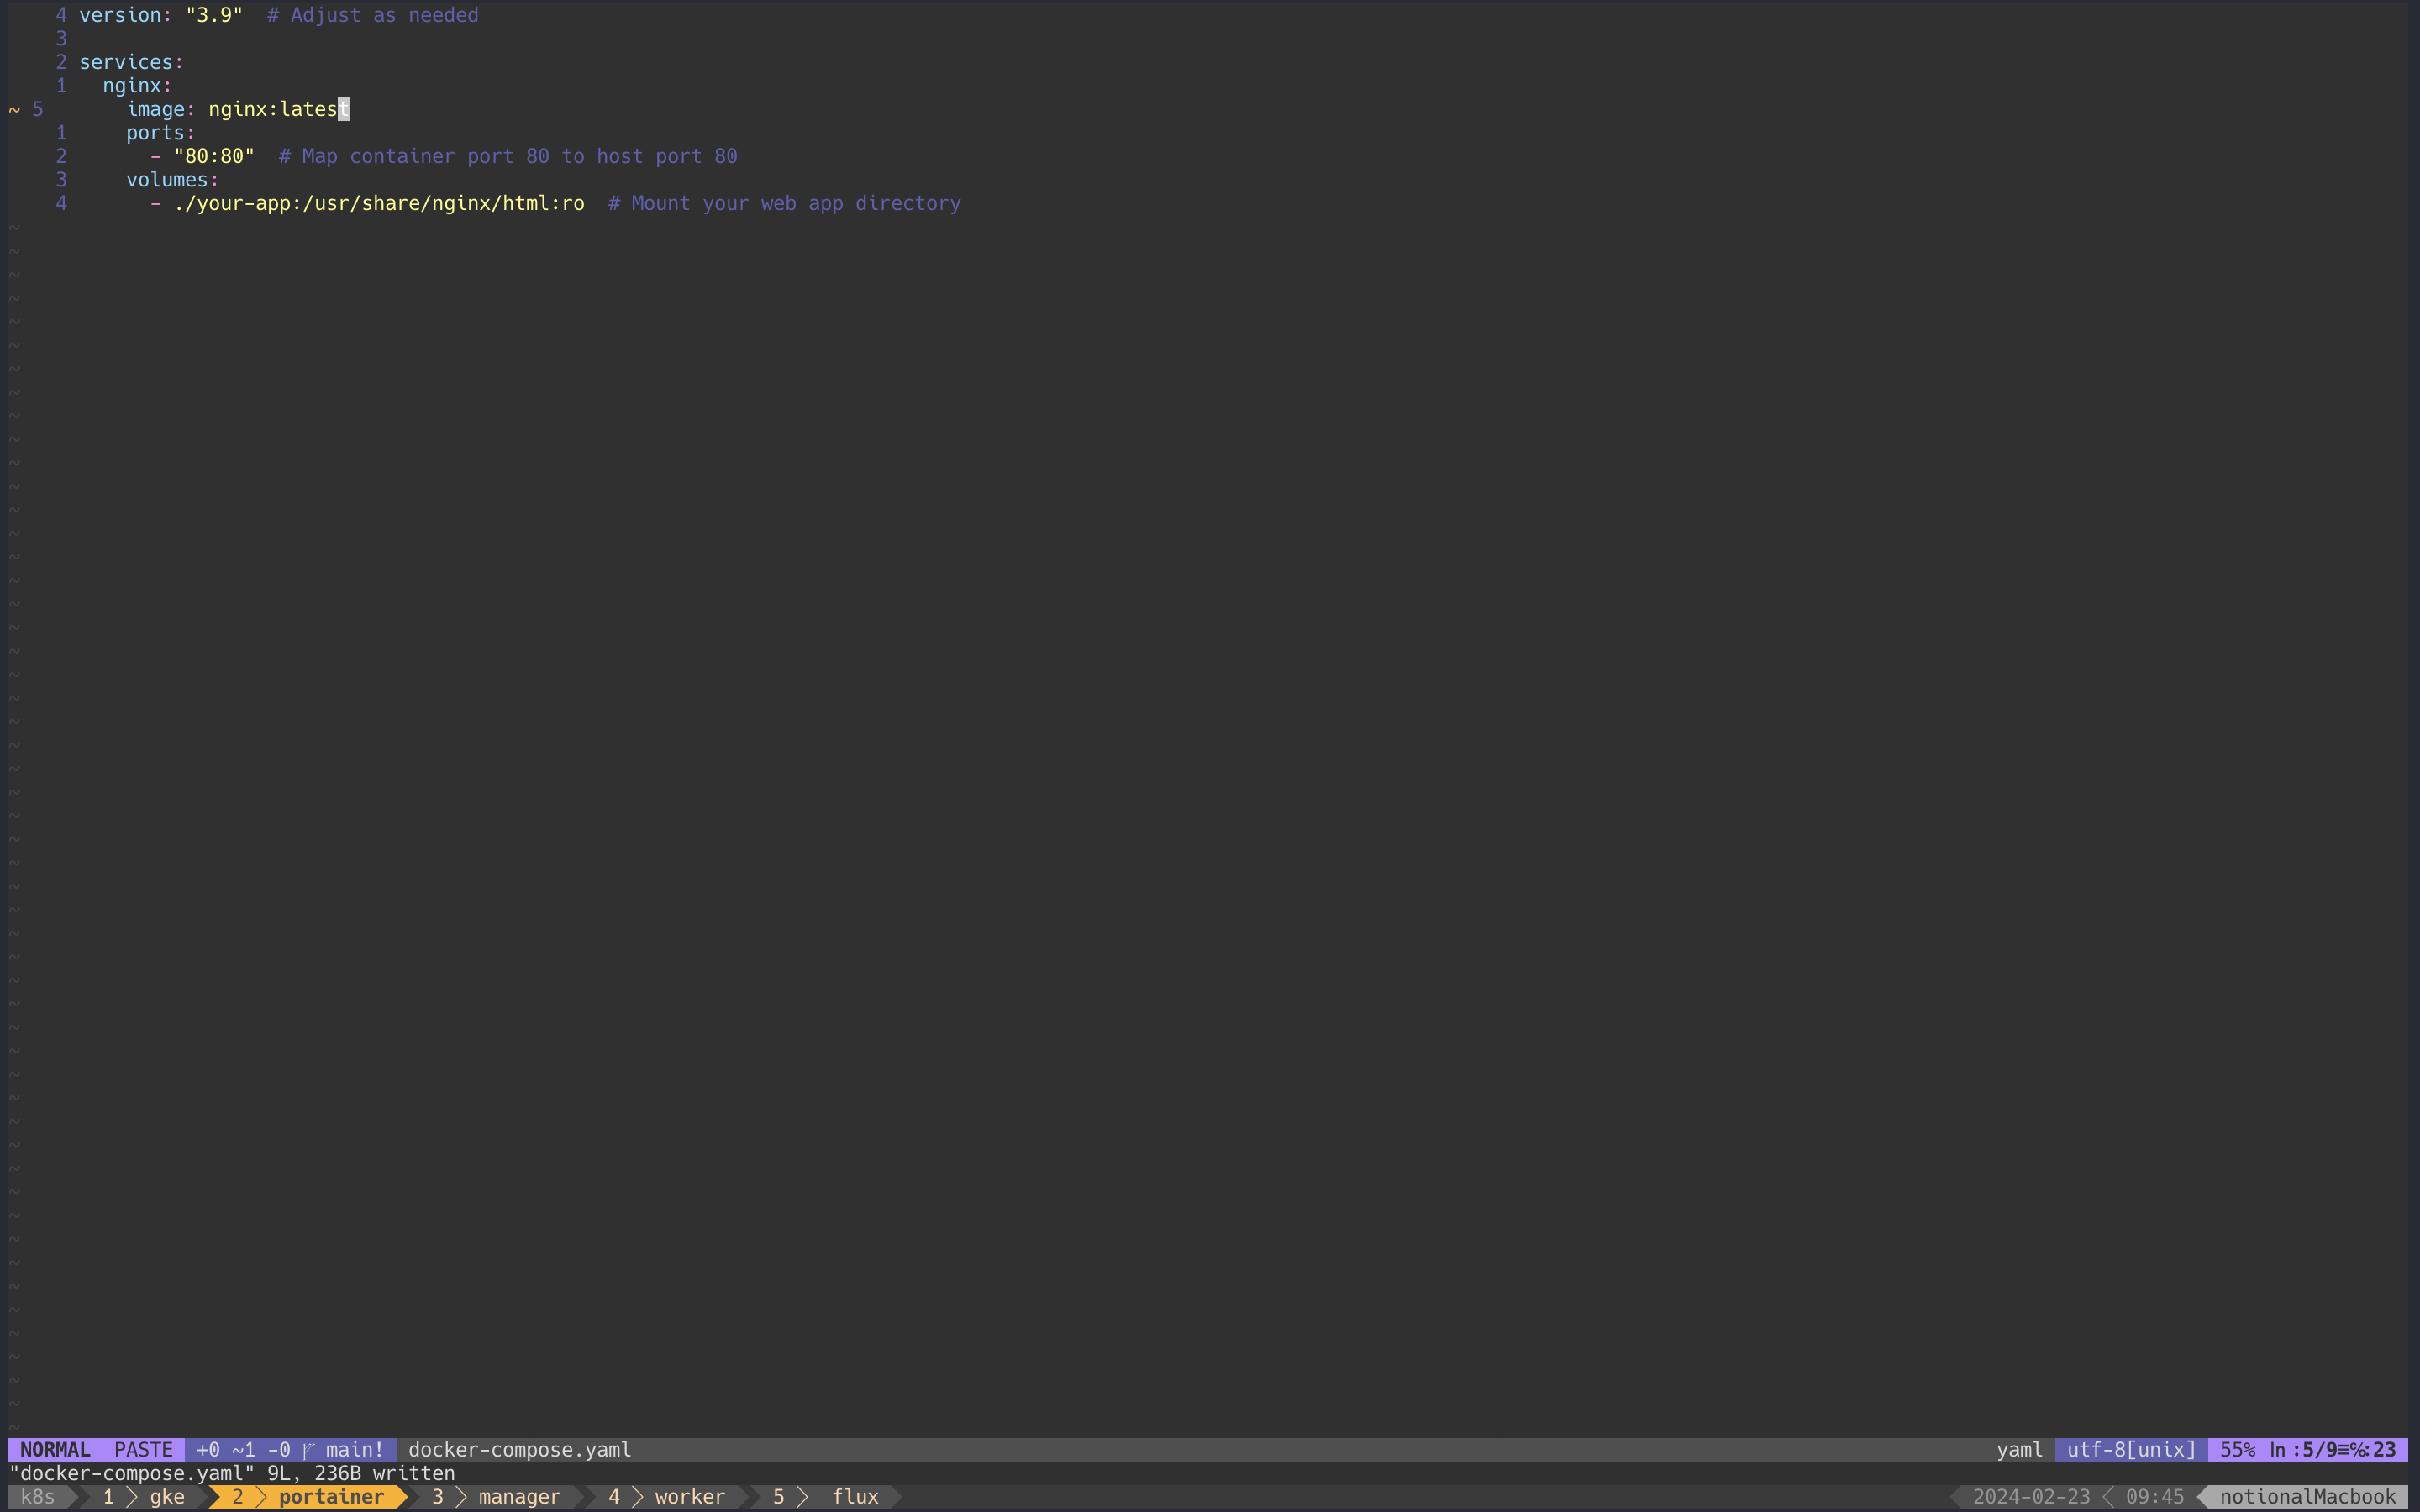 4 version: "3.9"  # Adjust as needed
3
2 services:
1   nginx:
~ 5     image: nginx:latest
1     ports:
2       - "80:80"  # Map container port 80 to host port 80
3     volumes:
4       - ./your-app:/usr/share/nginx/html:ro  # Mount your web app directory
NORMAL PASTE +0 ~1 -0 main! docker-compose.yaml yaml utf-8[unix] 55% ln :5/9≡℅:23
"docker-compose.yaml" 9L, 236B written
k8s 1 gke 2 portainer 3 manager 4 worker 5 flux 2024-02-23 09:45 notionalMacbook